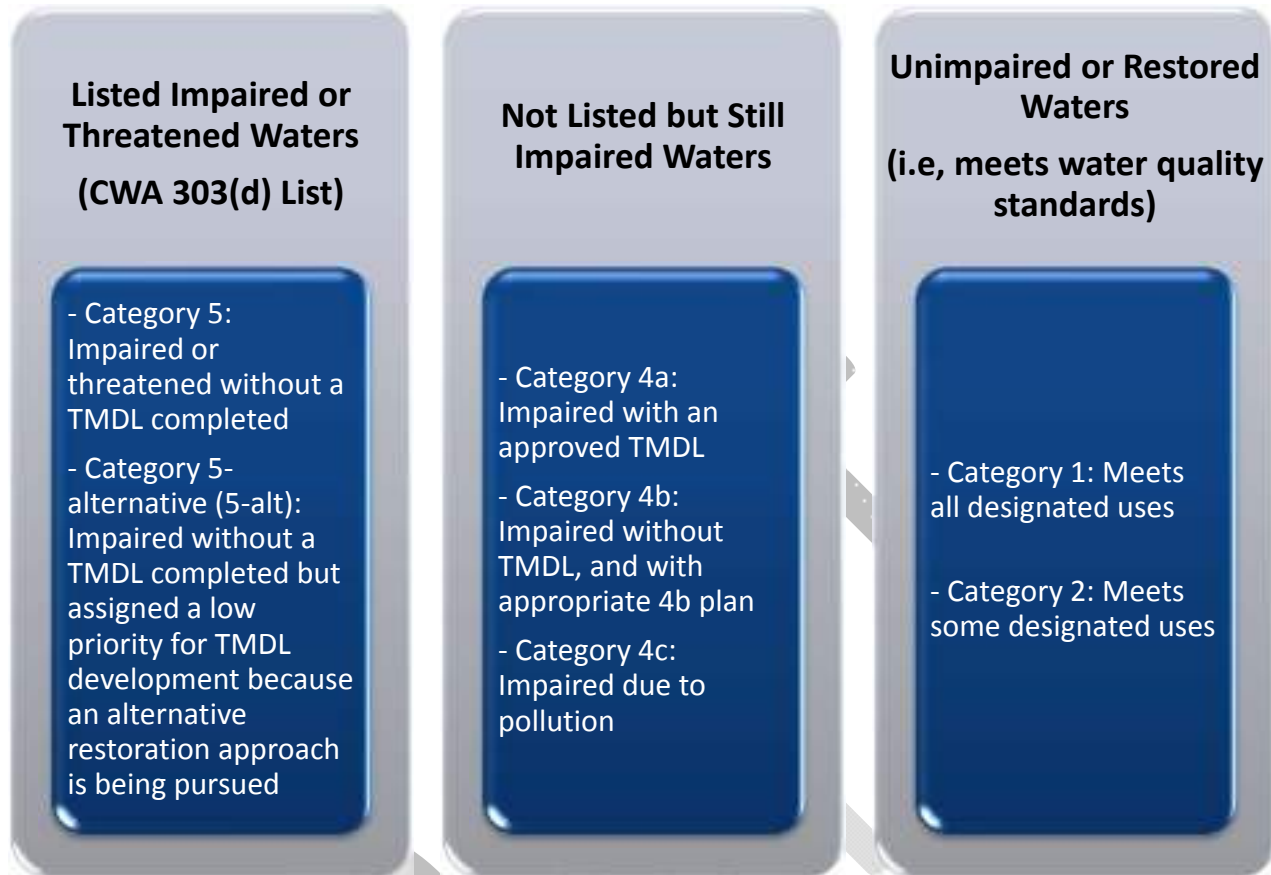 Listed Impaired or
Threatened Waters
(CWA 303(d) List)
- Category 5:
Impaired or
threatened without a
TMDL completed
- Category 5-
alternative (5-alt):
Impaired without a
TMDL completed but
assigned a low
priority for TMDL
development because
an alternative
restoration approach
is being pursued
Not Listed but Still
Impaired Waters
- Category 4a:
Impaired with an
approved TMDL
- Category 4b:
Impaired without
TMDL, and with
appropriate 4b plan
- Category 4c:
Impaired due to
pollution
Unimpaired or Restored
Waters
(i.e, meets water quality
standards)
- Category 1: Meets
all designated uses
- Category 2: Meets
some designated uses